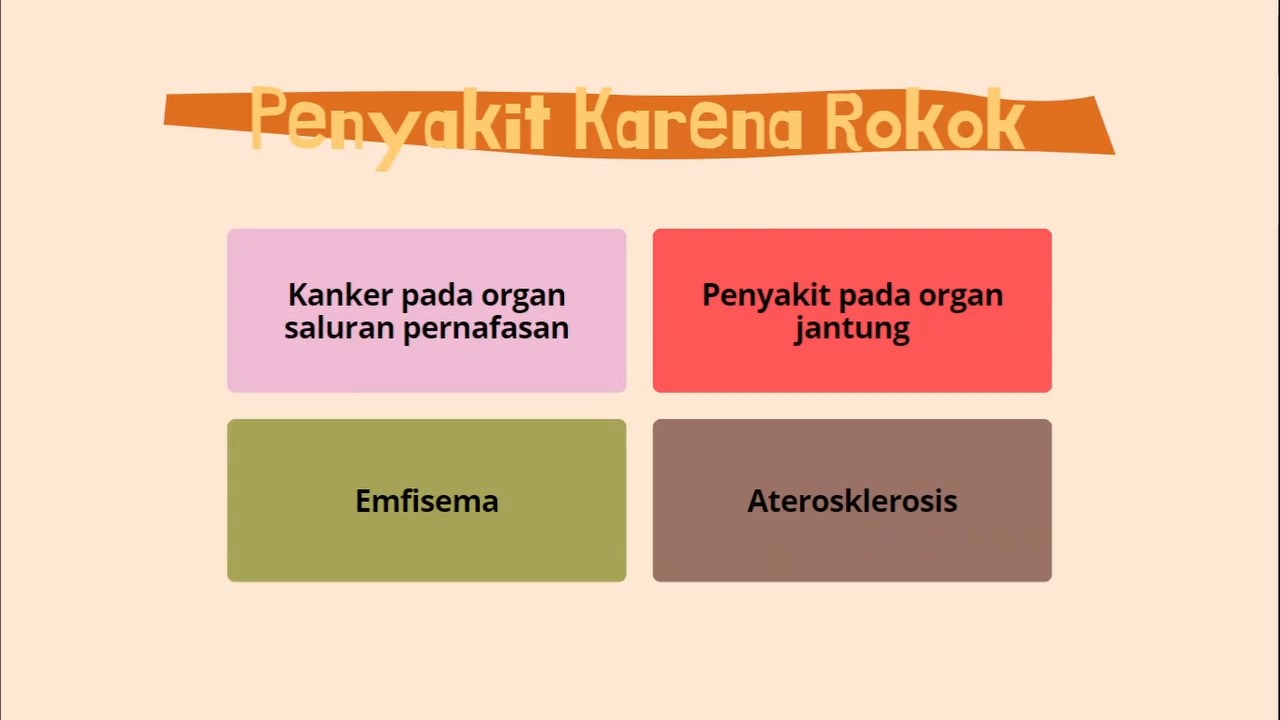 Penyakit Karena Rokok
Kanker pada organ
saluran pernafasan
Penyakit pada organ
jantung
Emfisema
Aterosklerosis